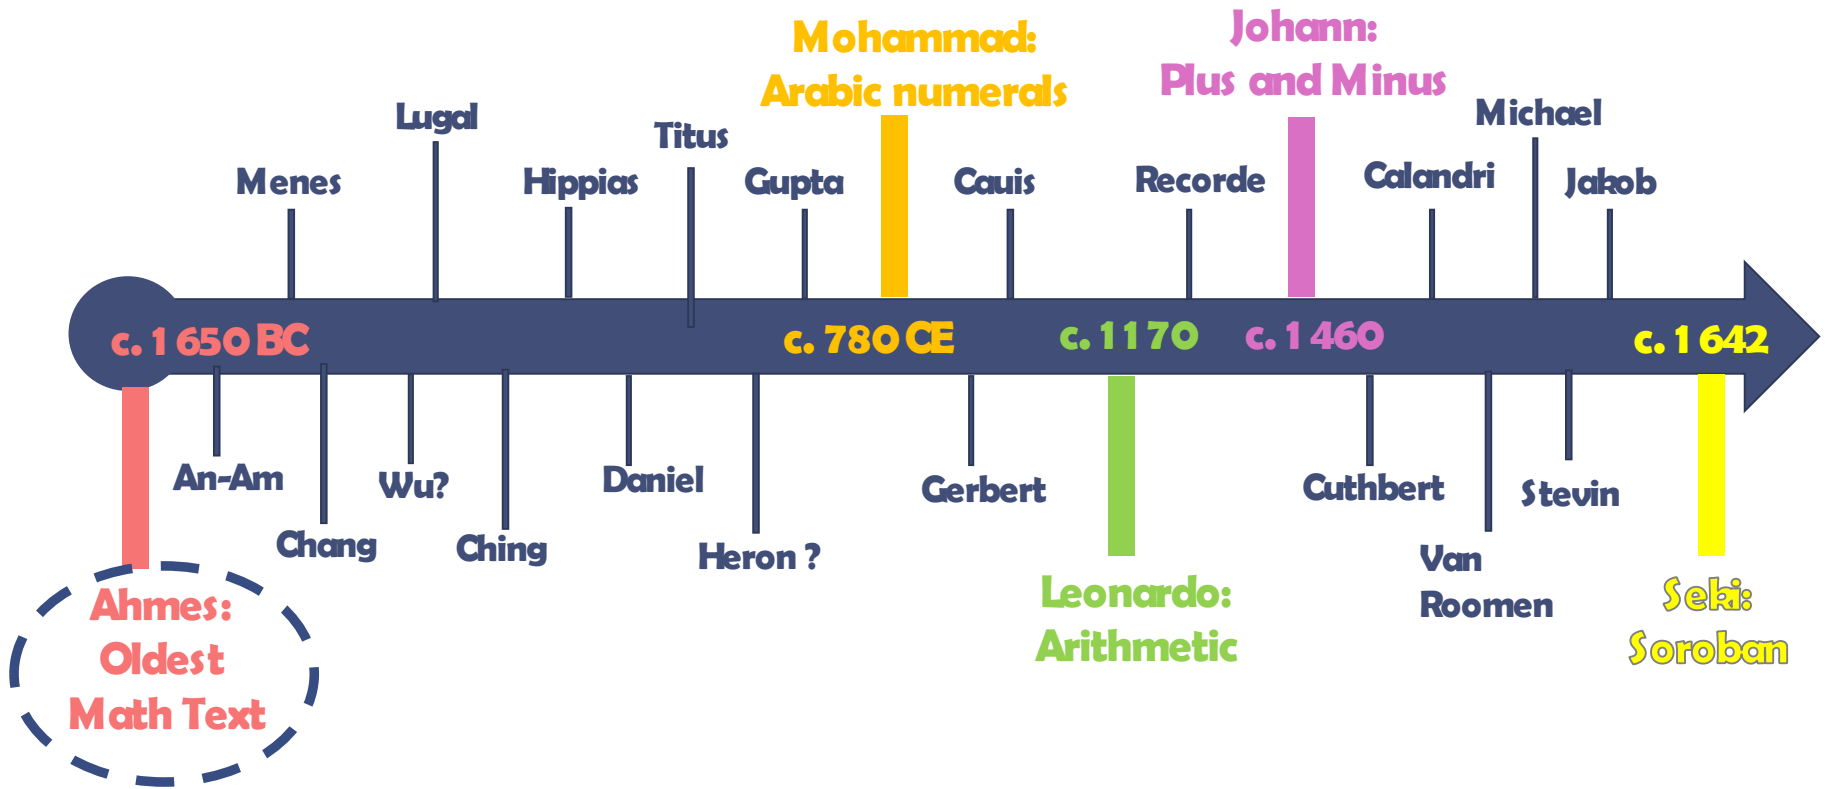 Mohammad:
Arabic numerals
Johann:
Plus and Minus
Lugal
Titus
Michael
Menes
Hippias
Gupta
Cauis
Recorde
Calandri
Jakob
c. 1650 BC
c. 780 CE
c. 1170
c. 1460
c. 1642
An-Am
Wu?
Daniel
Gerbert
Cuthbert
Stevin
Chang
Ching
Heron ?
Van
Roomen
Ahmes:
Oldest
Math Text
Leonardo:
Arithmetic
Seki:
Soroban